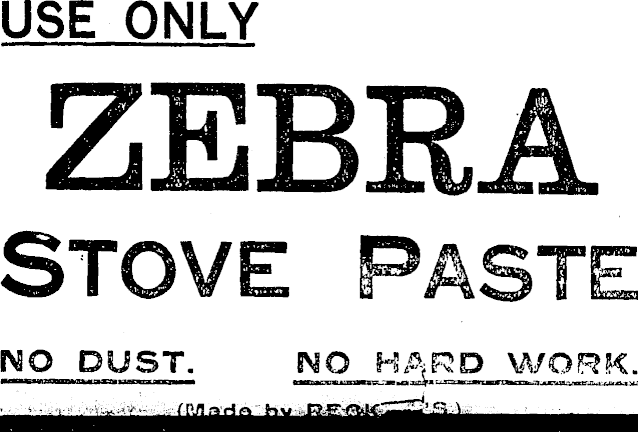 USE ONLY
ZEBRA
STOVE PASTE
NO DUST. NO HARD WORK.
(Made by